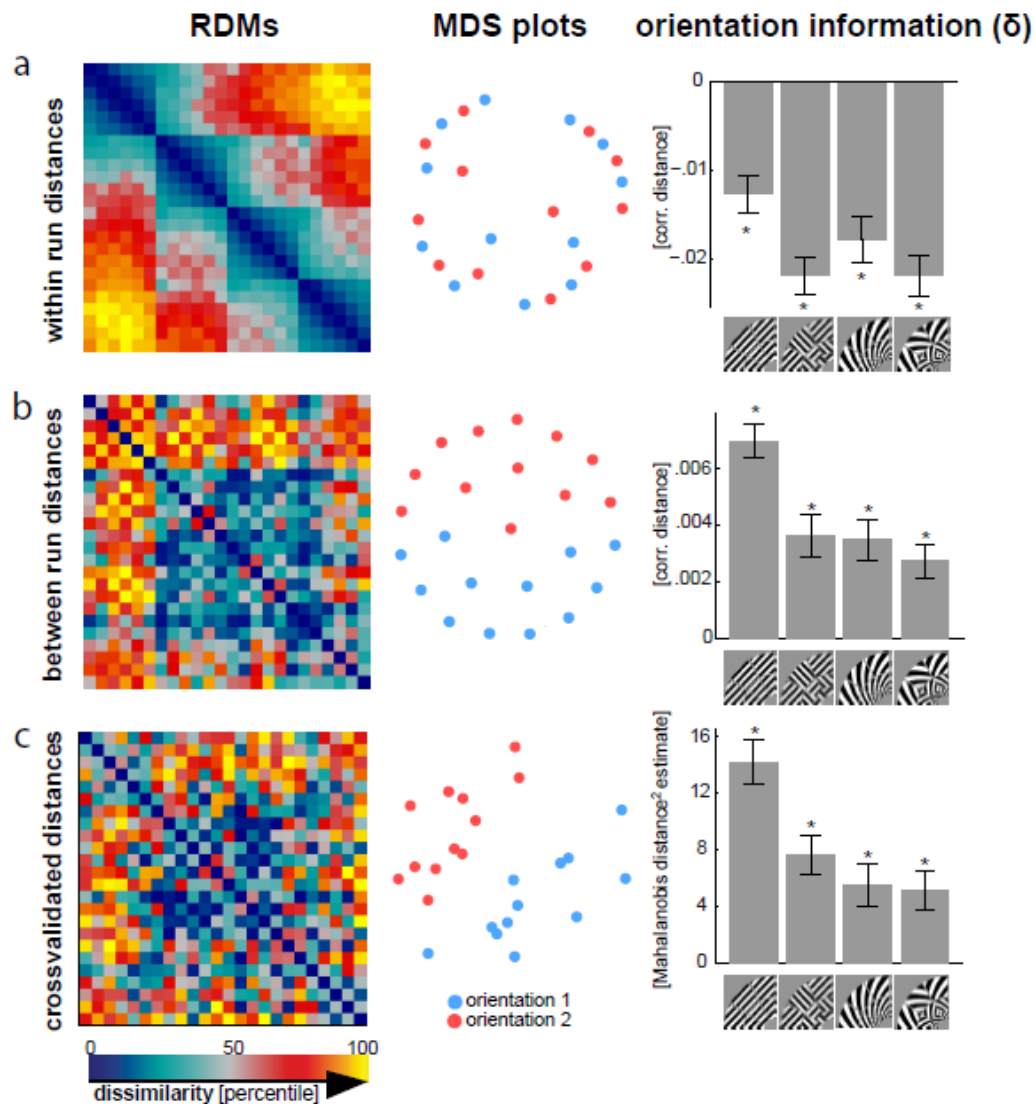 RDMs
MDS plots
orientation information (δ)
a
within run distances
[corr. distance]
0
−.01
−.02
*
*
*
*
b
between run distances
[corr. distance]
.006
.004
.002
0
*
*
*
*
c
crossvalidated distances
orientation 1
orientation 2
[Mahalanobis distance² estimate]
16
12
8
4
0
*
*
*
*
0
50
100
dissimilarity [percentile]